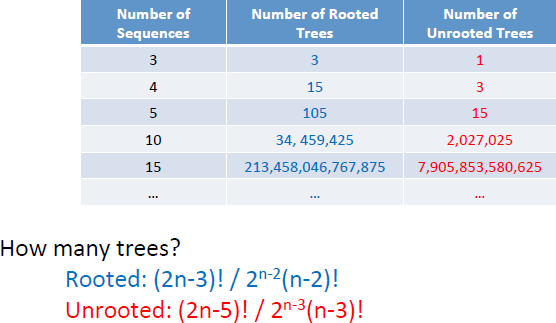 Number of Sequences Number of Rooted Trees Number of Unrooted Trees
3 3 1
4 15 3
5 105 15
10 34, 459,425 2,027,025
15 213,458,046,767,875 7,905,853,580,625
... ... ...
How many trees?
Rooted: (2n-3)! / 2ⁿ⁻²(n-2)!
Unrooted: (2n-5)! / 2ⁿ⁻³(n-3)!